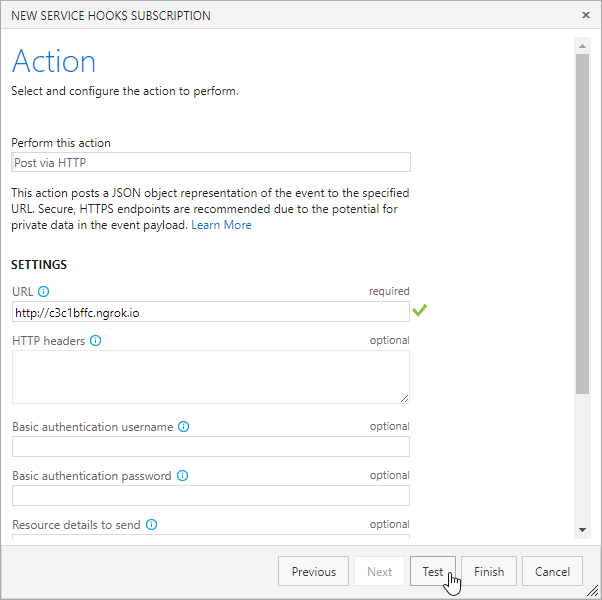 NEW SERVICE HOOKS SUBSCRIPTION
Action
Select and configure the action to perform.
Perform this action
Post via HTTP
This action posts a JSON object representation of the event to the specified
URL. Secure, HTTPS endpoints are recommended due to the potential for
private data in the event payload. Learn More
SETTINGS
URL required
http://c3c1bffc.ngrok.io
HTTP headers optional
Basic authentication username optional
Basic authentication password optional
Resource details to send optional
Previous Next Test Finish Cancel